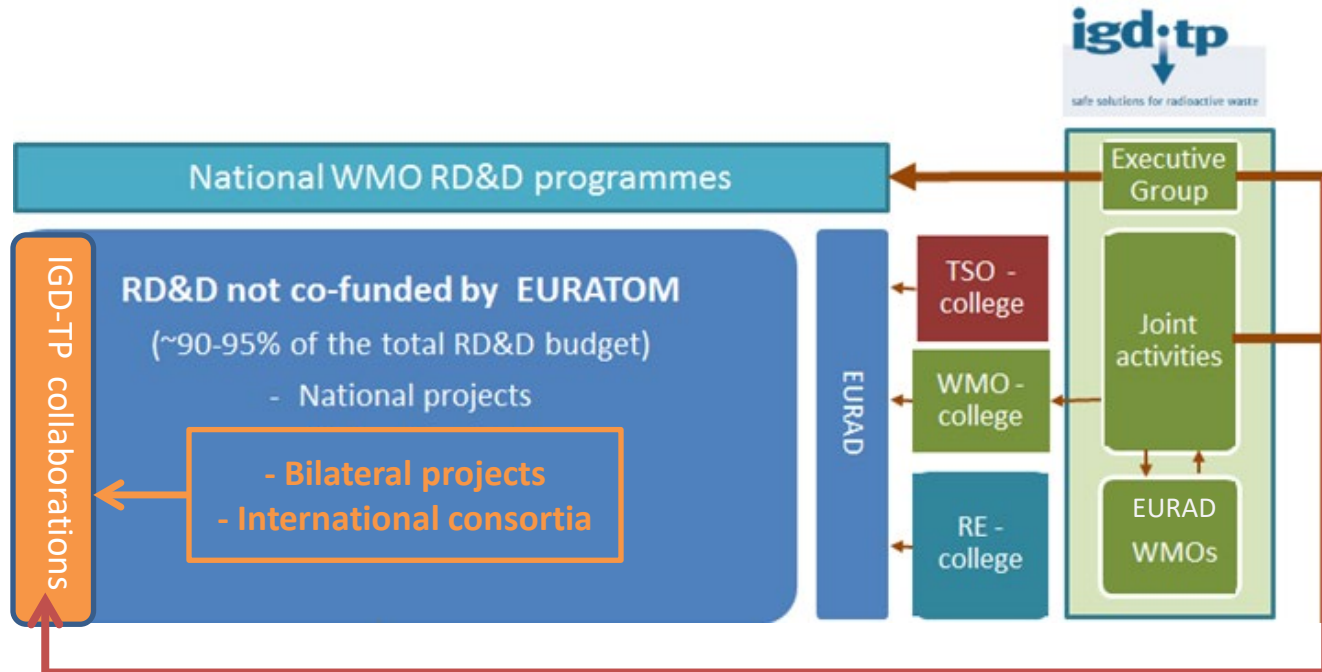 igd·tp
safe solutions for radioactive waste
National WMO RD&D programmes
Executive
Group
IGD-TP collaborations
RD&D not co-funded by EURATOM
(~90-95% of the total RD&D budget)
- National projects
- Bilateral projects
- International consortia
EURAD
TSO -
college
WMO -
college
RE -
college
Joint
activities
EURAD
WMOs